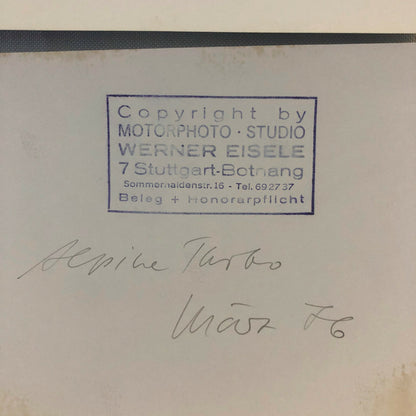 Copyright by
MOTORPHOTO · STUDIO
WERNER EISELE
7 Stuttgart-Botnang
Sommerhaldenstr. 16 - Tel. 692737
Beleg + Honorarpflicht
Alpine Turbo
März 76